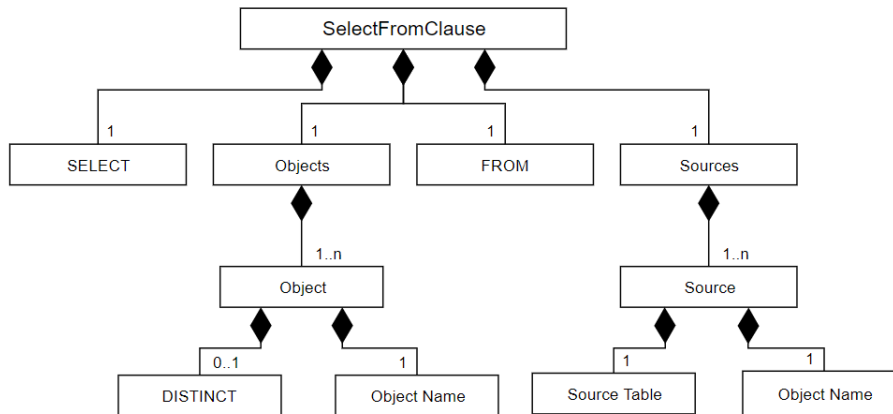 SelectFromClause
1
1
1
1
SELECT
Objects
FROM
Sources
1..n
1..n
Object
Source
0..1
1
1
1
DISTINCT
Object Name
Source Table
Object Name